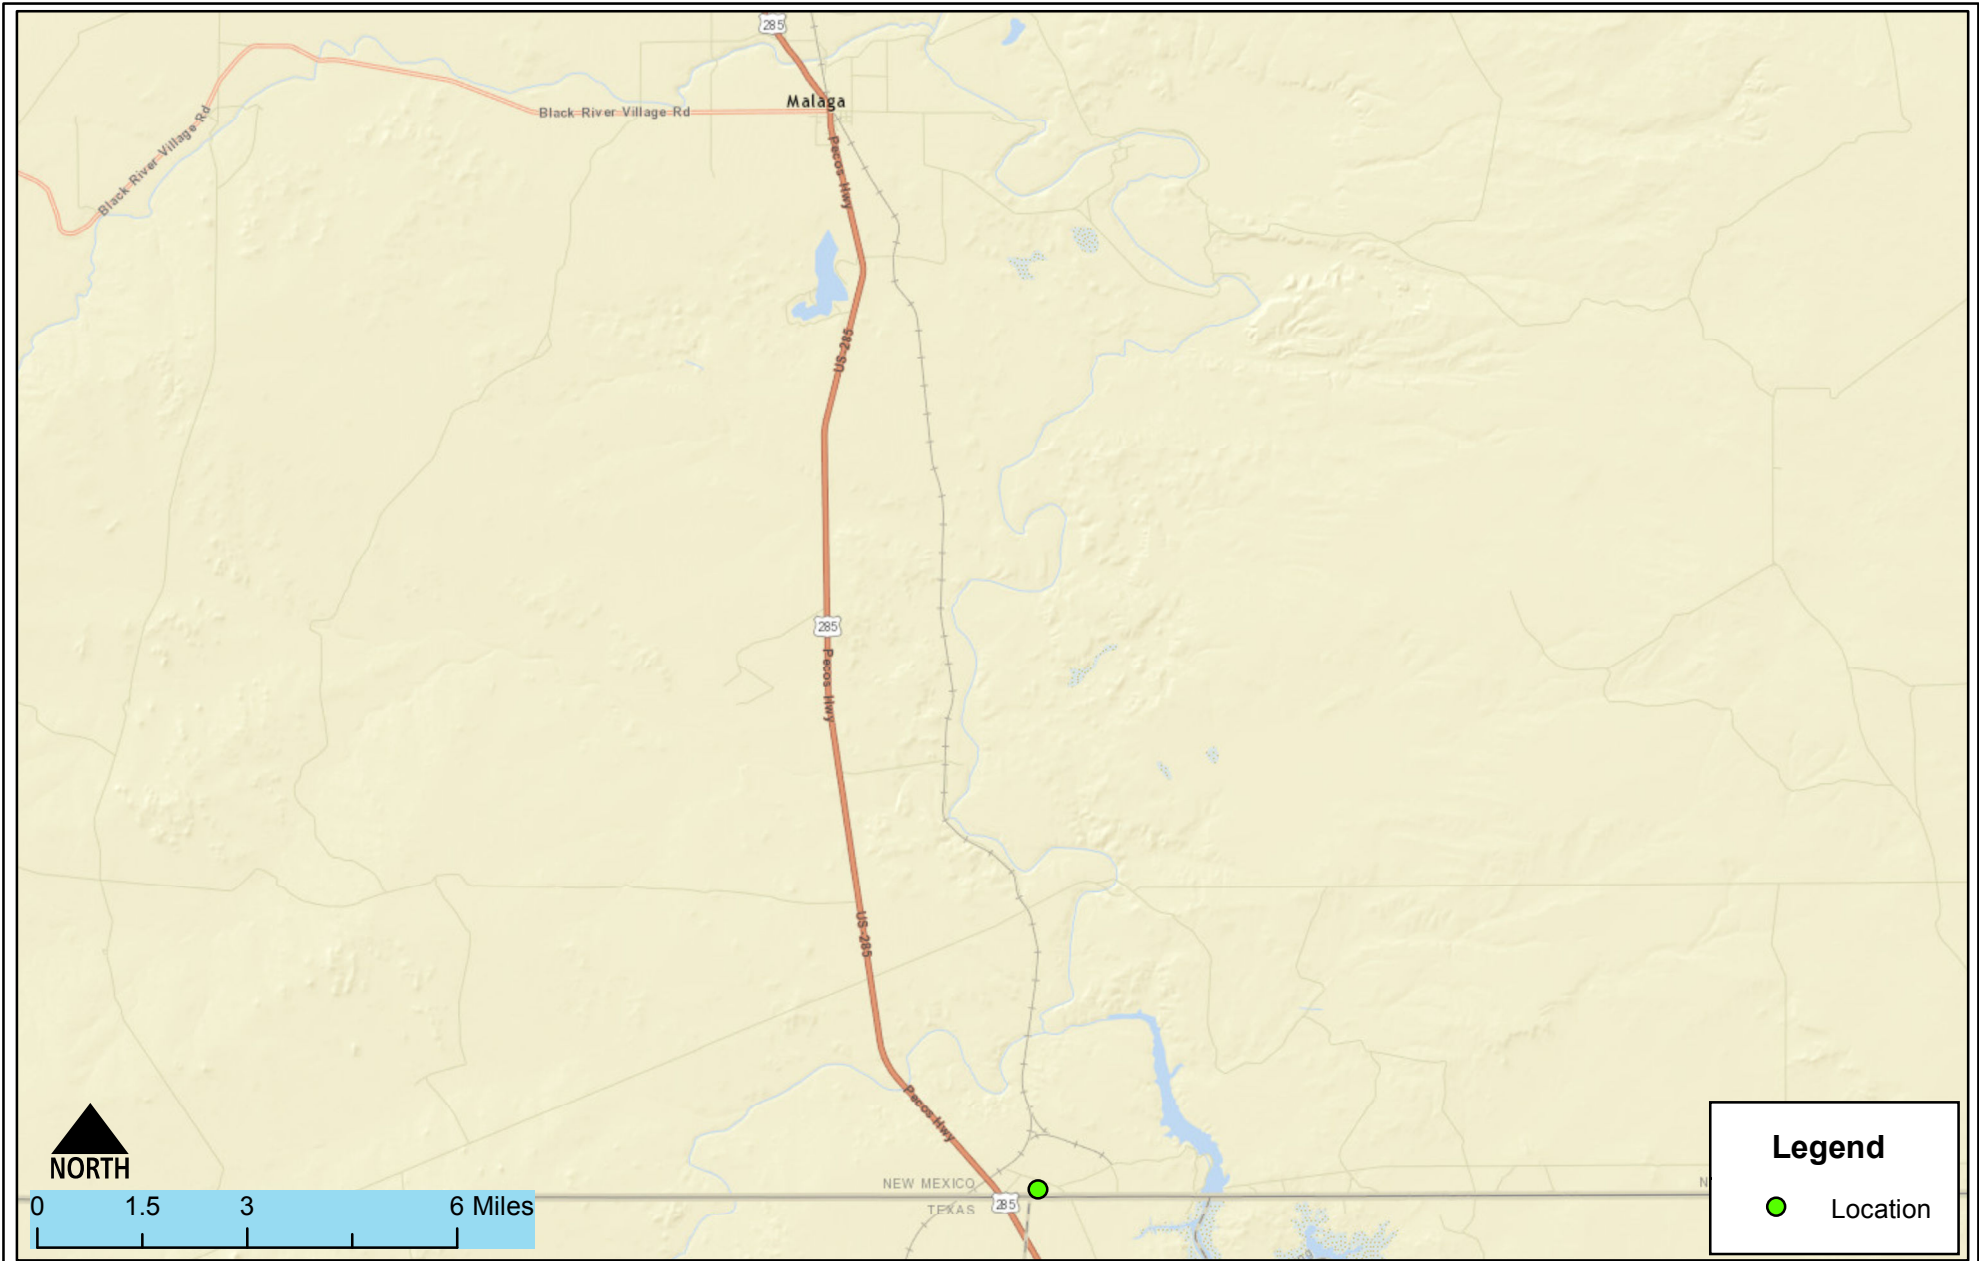 285
Malaga
Black River Village Rd
Black River Village Rd
Pecos Hwy
US-285
285
Pecos Hwy
US-285
Pecos Hwy
NEW MEXICO
285
TEXAS
N
NORTH
0 1.5 3 6 Miles
Legend
Location